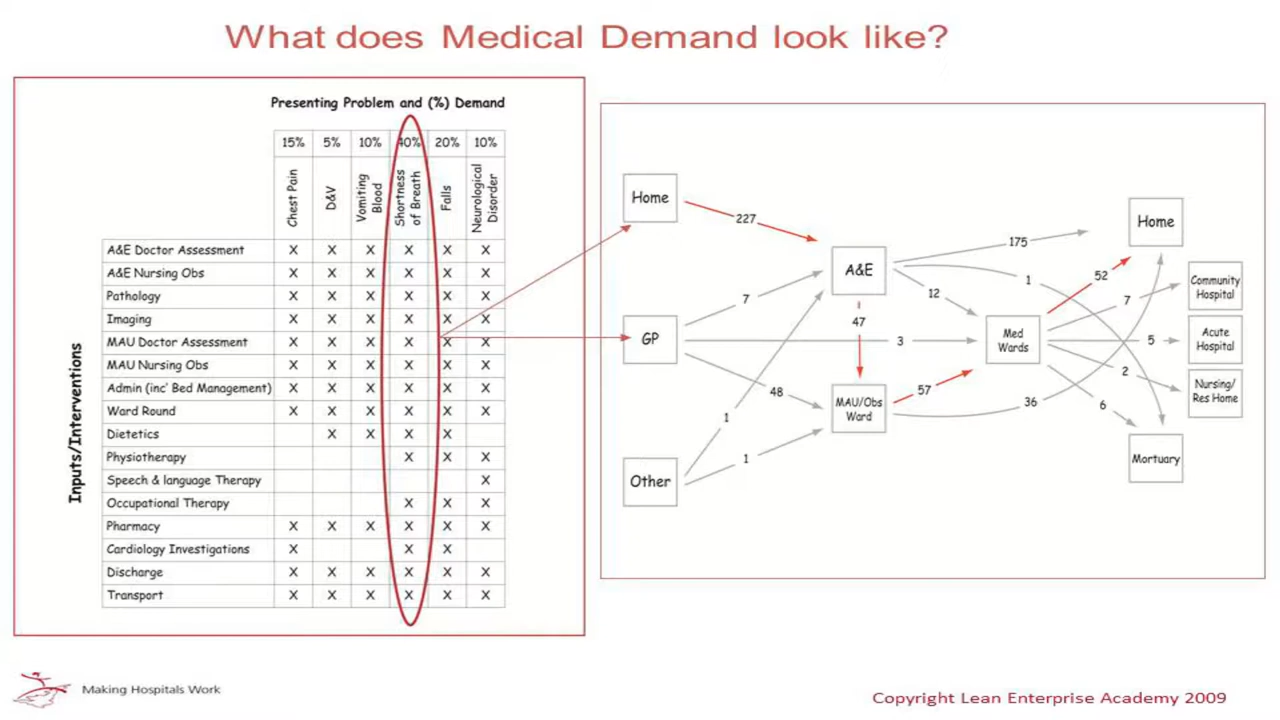 What does Medical Demand look like?
Presenting Problem and (%) Demand
15% 5% 10% 40% 20% 10%
Chest Pain
D&V
Vomiting
Blood
Shortness
of Breath
Falls
Neurological
Disorder
Inputs/Interventions
A&E Doctor Assessment X X X X X X
A&E Nursing Obs X X X X X X
Pathology X X X X X X
Imaging X X X X X X
MAU Doctor Assessment X X X X X X
MAU Nursing Obs X X X X X X
Admin (inc' Bed Management) X X X X X X
Ward Round X X X X X X
Dietetics X X X X
Physiotherapy X X X
Speech & language Therapy X
Occupational Therapy X X X
Pharmacy X X X X X X
Cardiology Investigations X X X
Discharge X X X X X X
Transport X X X X X X
Home
227
GP
7
3
48
Other
1
1
A&E
175
1
12
47
MAU/Obs
Ward
57
36
Med
Wards
52
7
5
2
6
Home
Community
Hospital
Acute
Hospital
Nursing/
Res Home
Mortuary
Making Hospitals Work
Copyright Lean Enterprise Academy 2009